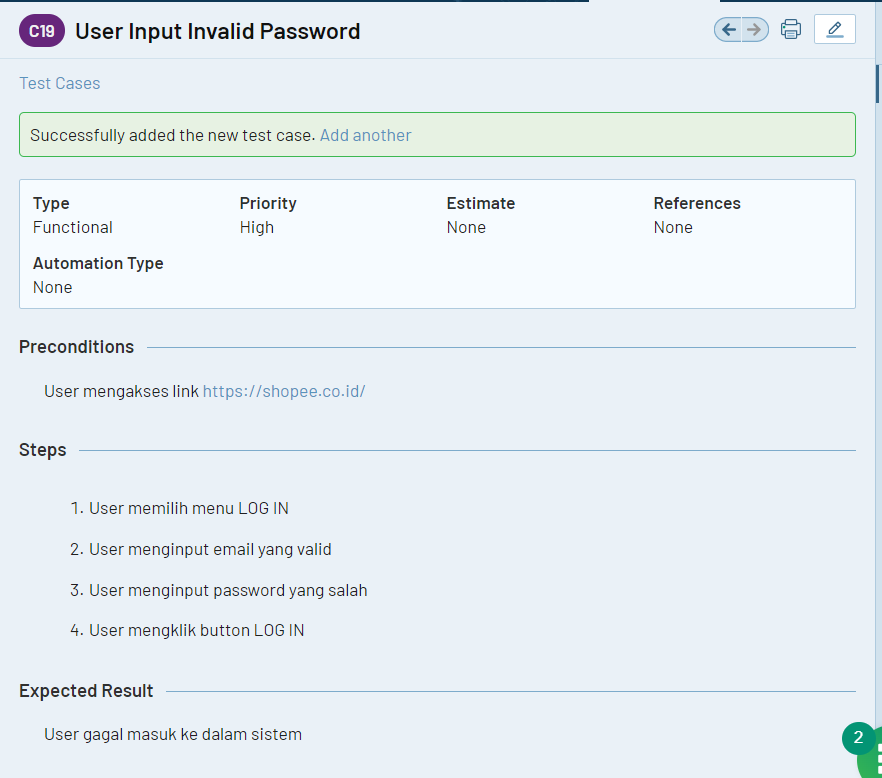 C19 User Input Invalid Password
Test Cases
Successfully added the new test case. Add another
Type Priority Estimate References
Functional High None None
Automation Type
None
Preconditions
User mengakses link https://shopee.co.id/
Steps
1. User memilih menu LOG IN
2. User menginput email yang valid
3. User menginput password yang salah
4. User mengklik button LOG IN
Expected Result
User gagal masuk ke dalam sistem
2